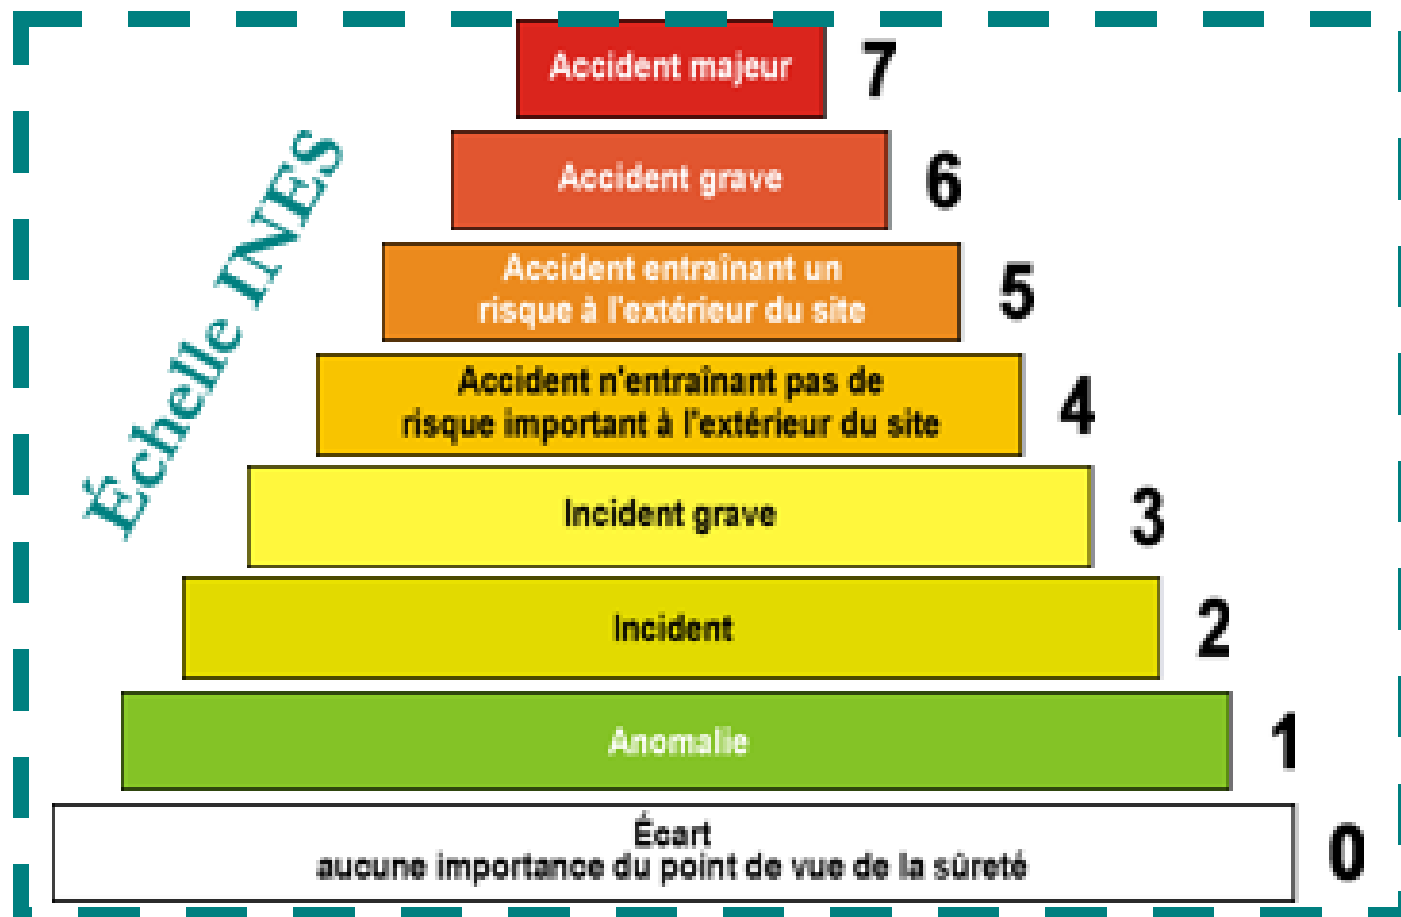 Échelle INES
Accident majeur 7
Accident grave 6
Accident entraînant un
risque à l'extérieur du site 5
Accident n'entraînant pas de
risque important à l'extérieur du site 4
Incident grave 3
Incident 2
Anomalie 1
Écart
aucune importance du point de vue de la sûreté 0